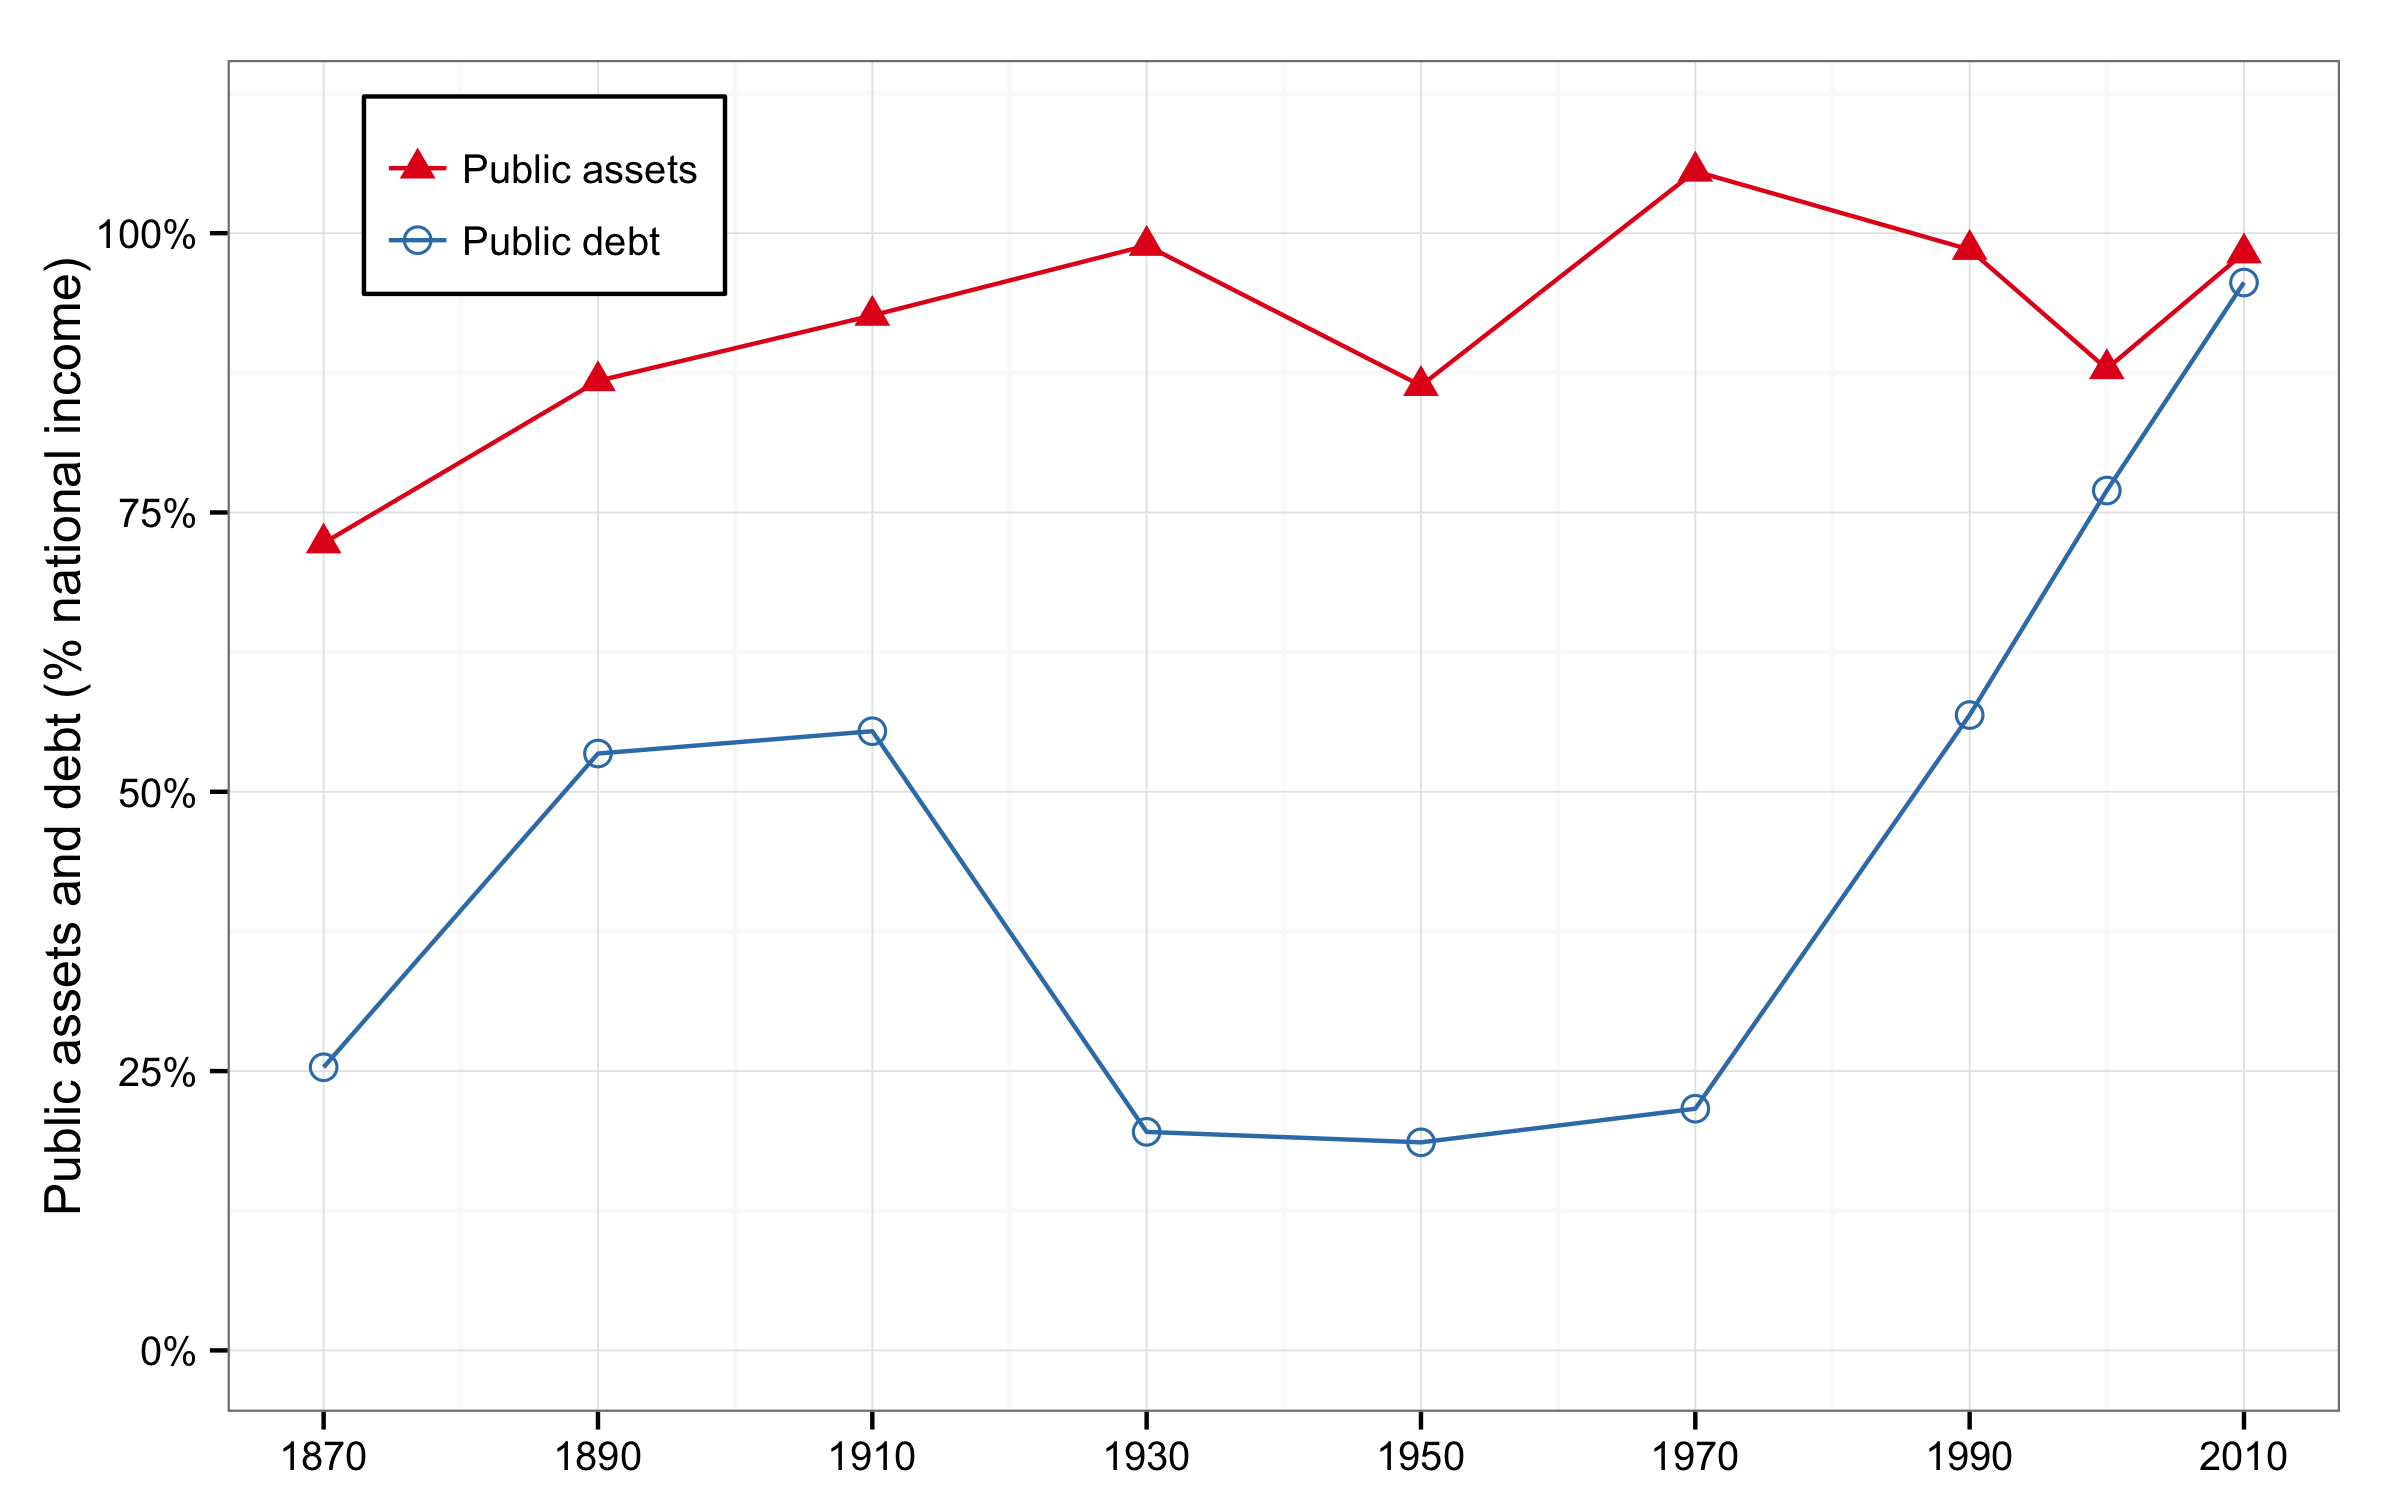 Public assets
Public debt
Public assets and debt (% national income)
100%
75%
50%
25%
0%
1870 1890 1910 1930 1950 1970 1990 2010